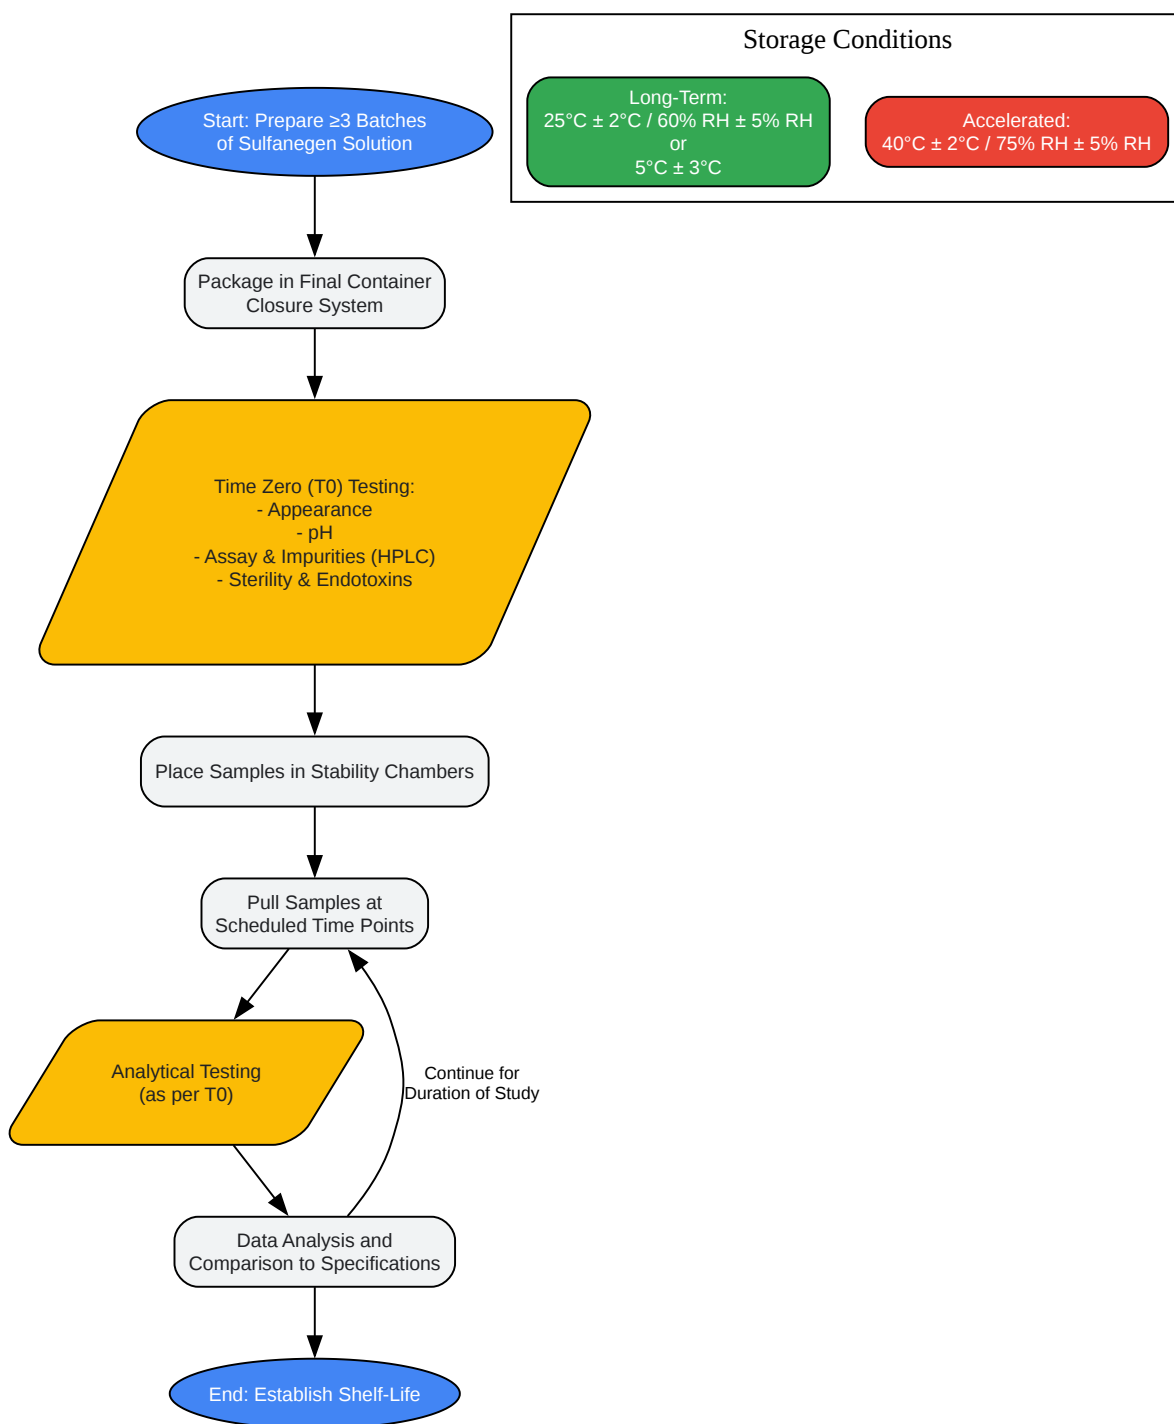 Storage Conditions
Long-Term:
25°C ± 2°C / 60% RH ± 5% RH
or
5°C ± 3°C
Accelerated:
40°C ± 2°C / 75% RH ± 5% RH
Start: Prepare ≥3 Batches
of Sulfanegen Solution
Package in Final Container
Closure System
Time Zero (T0) Testing:
- Appearance
- pH
- Assay & Impurities (HPLC)
- Sterility & Endotoxins
Place Samples in Stability Chambers
Pull Samples at
Scheduled Time Points
Analytical Testing
(as per T0)
Continue for
Duration of Study
Data Analysis and
Comparison to Specifications
End: Establish Shelf-Life